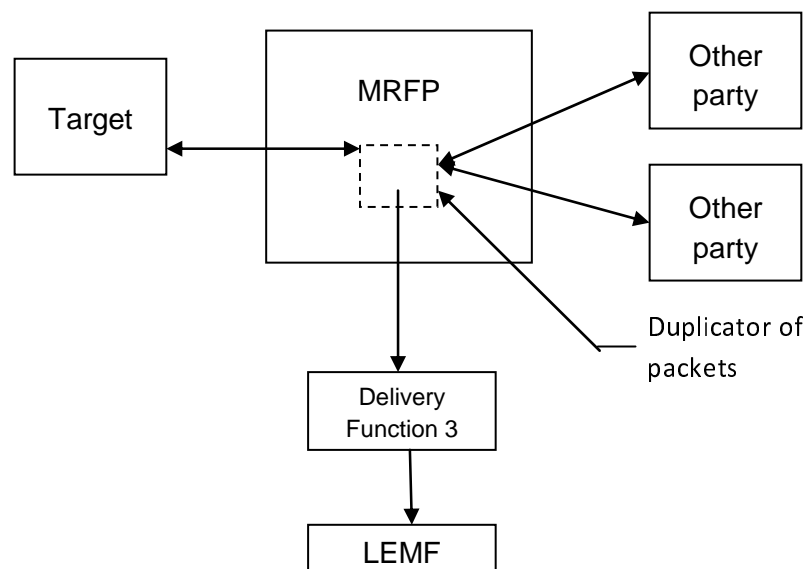 Target
MRFP
Other
party
Other
party
Duplicator of
packets
Delivery
Function 3
LEMF